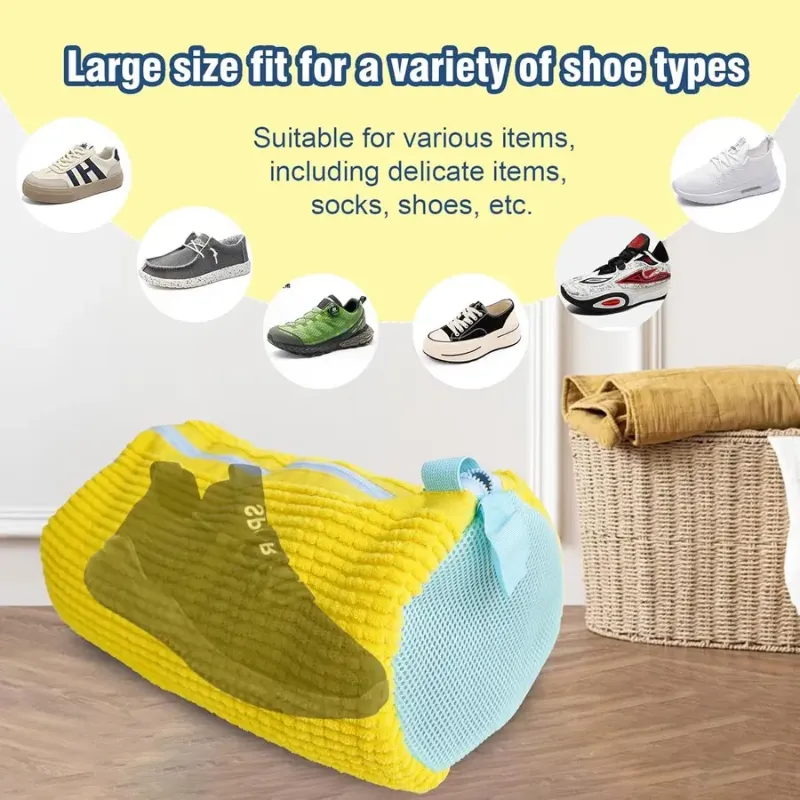 Large size fit for a variety of shoe types
Suitable for various items,
including delicate items,
socks, shoes, etc.